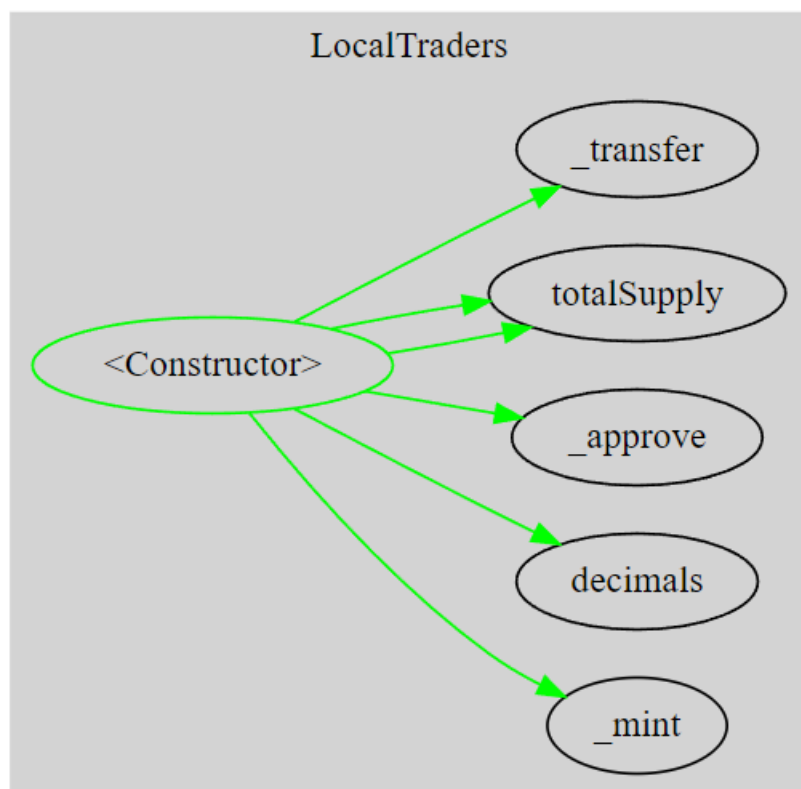 LocalTraders
_transfer
totalSupply
<Constructor>
_approve
decimals
_mint